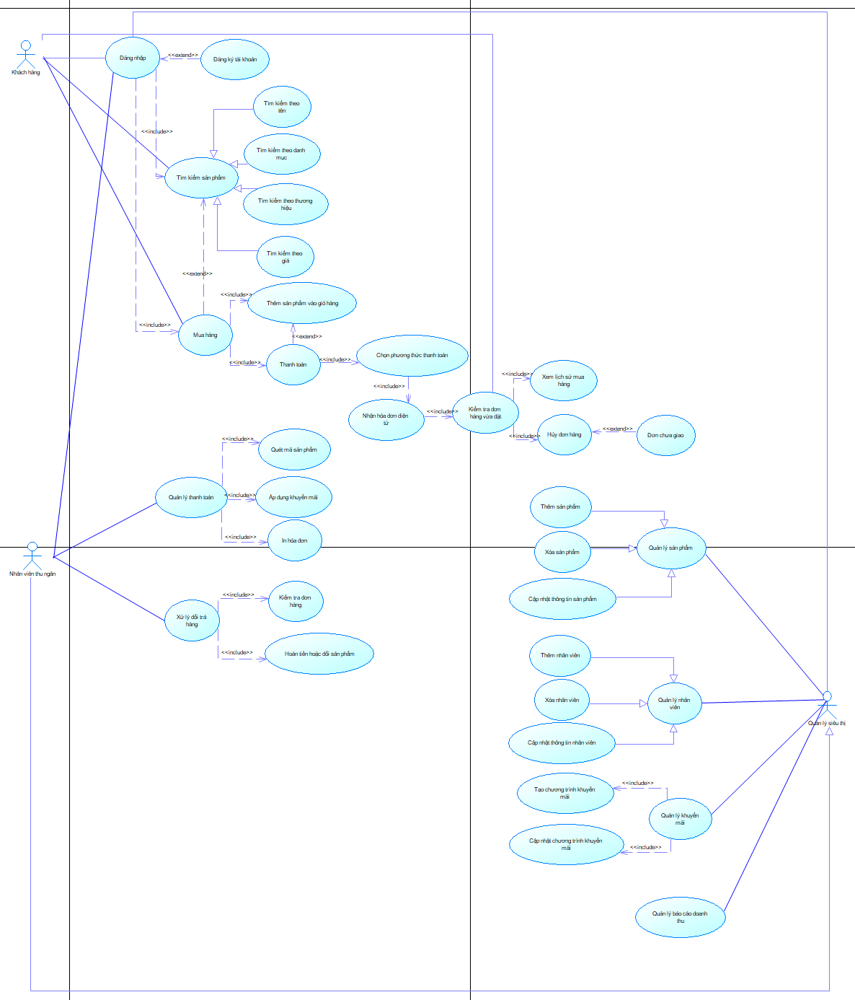 Khách hàng
Đăng nhập
<<extend>>
Đăng ký tài khoản
Tìm kiếm theo
tên
<<include>>
Tìm kiếm theo danh
mục
Tìm kiếm sản phẩm
Tìm kiếm theo thương
hiệu
Tìm kiếm theo
giá
<<extend>>
<<include>>
Thêm sản phẩm vào giỏ hàng
<<include>>
Mua hàng
<<extend>>
<<include>>
Thanh toán
<<include>>
Chọn phương thức thanh toán
<<include>>
Nhận hóa đơn điện
tử
<<include>>
Kiểm tra đơn
hàng vừa đặt
<<include>>
Xem lịch sử mua
hàng
<<include>>
Hủy đơn hàng
<<extend>>
Đơn chưa giao
<<include>>
Quét mã sản phẩm
Quản lý thanh toán
<<include>>
Áp dụng khuyến mãi
<<include>>
In hóa đơn
Nhân viên thu ngân
<<include>>
Kiểm tra đơn
hàng
Xử lý đổi trả
hàng
<<include>>
Hoàn tiền hoặc đổi sản phẩm
Thêm sản phẩm
Xóa sản phẩm
Quản lý sản phẩm
Cập nhật thông tin sản phẩm
Thêm nhân viên
Xóa nhân viên
Quản lý nhân
viên
Cập nhật thông tin nhân viên
Quản lý siêu thị
Tạo chương trình khuyến
mãi
<<include>>
Quản lý khuyến
mãi
Cập nhật chương trình khuyến
mãi
<<include>>
Quản lý báo cáo doanh
thu